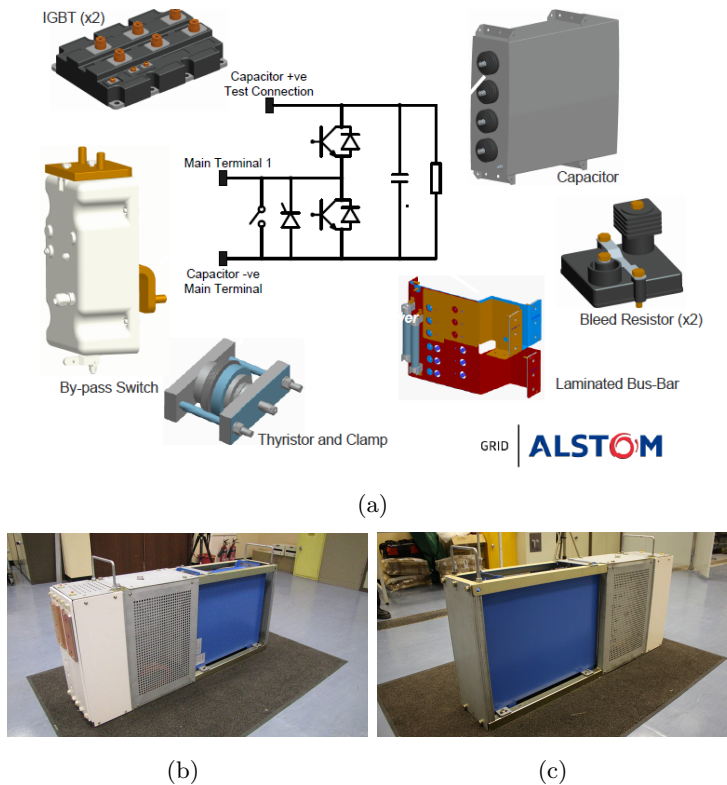 IGBT (x2)
Capacitor +ve
Test Connection
Main Terminal 1
Capacitor -ve
Main Terminal
Capacitor
Bleed Resistor (x2)
By-pass Switch
Thyristor and Clamp
Laminated Bus-Bar
GRID
ALSTOM
(a)
(b)
(c)